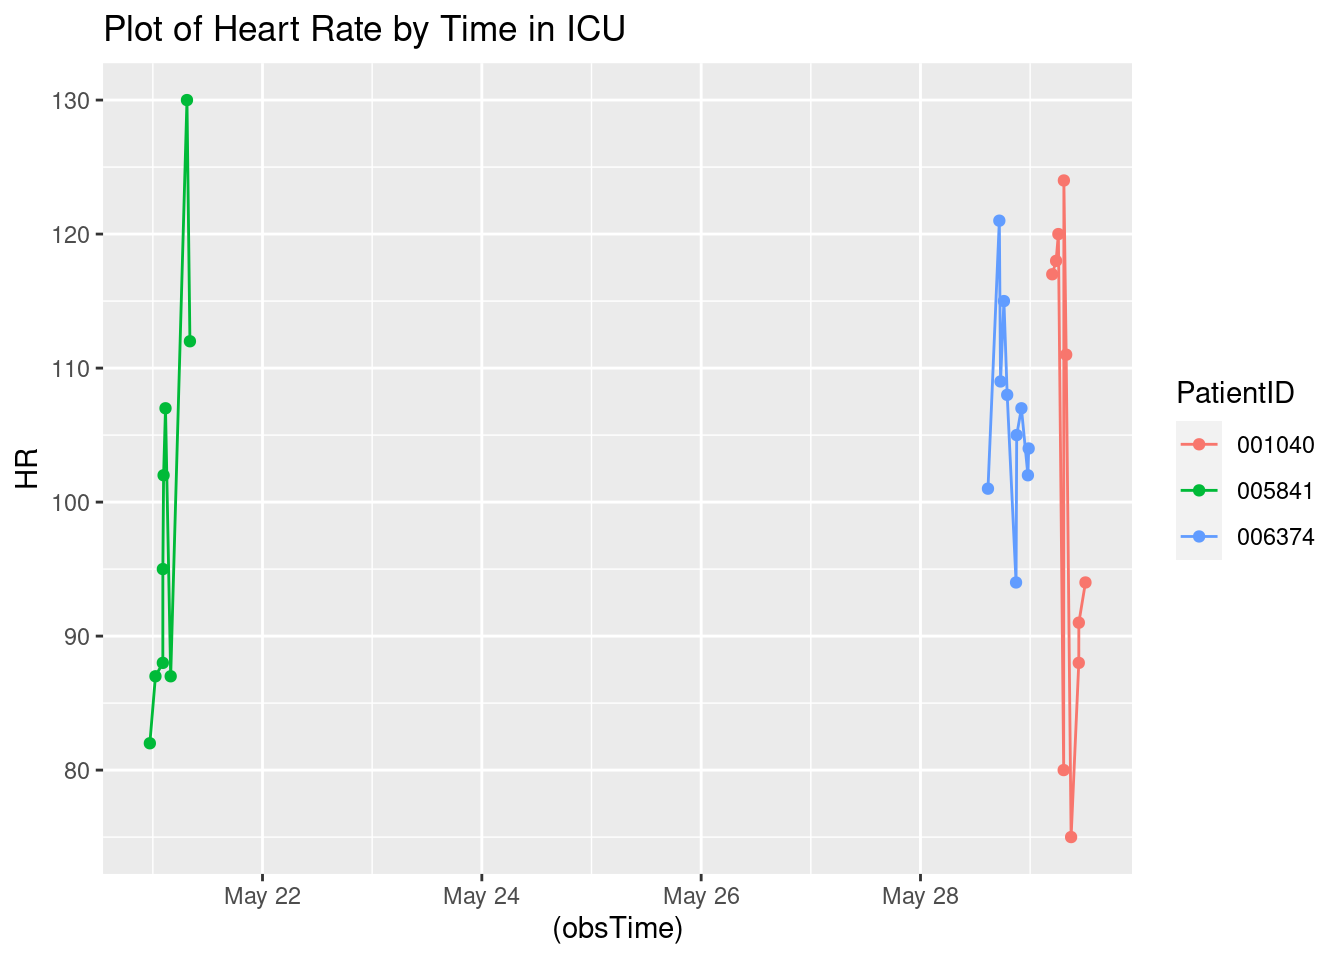 Plot of Heart Rate by Time in ICU
130
120
110
100
90
80
HR
May 22
May 24
May 26
May 28
(obsTime)
PatientID
001040
005841
006374